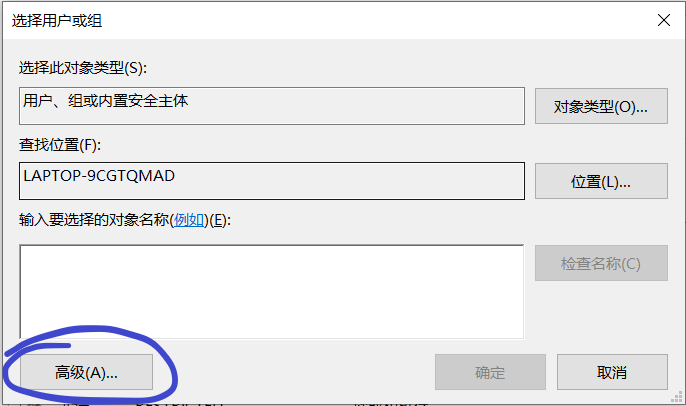 选择用户或组
选择此对象类型(S):
用户、组或内置安全主体
对象类型(O)...
查找位置(F):
LAPTOP-9CGTQMAD
位置(L)...
输入要选择的对象名称(例如)(E):
检查名称(C)
高级(A)...
确定
取消